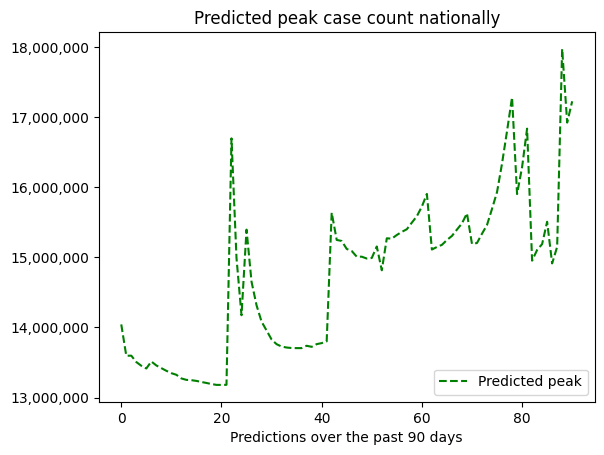 Predicted peak case count nationally
18,000,000
17,000,000
16,000,000
15,000,000
14,000,000
13,000,000
Predicted peak
0 20 40 60 80
Predictions over the past 90 days